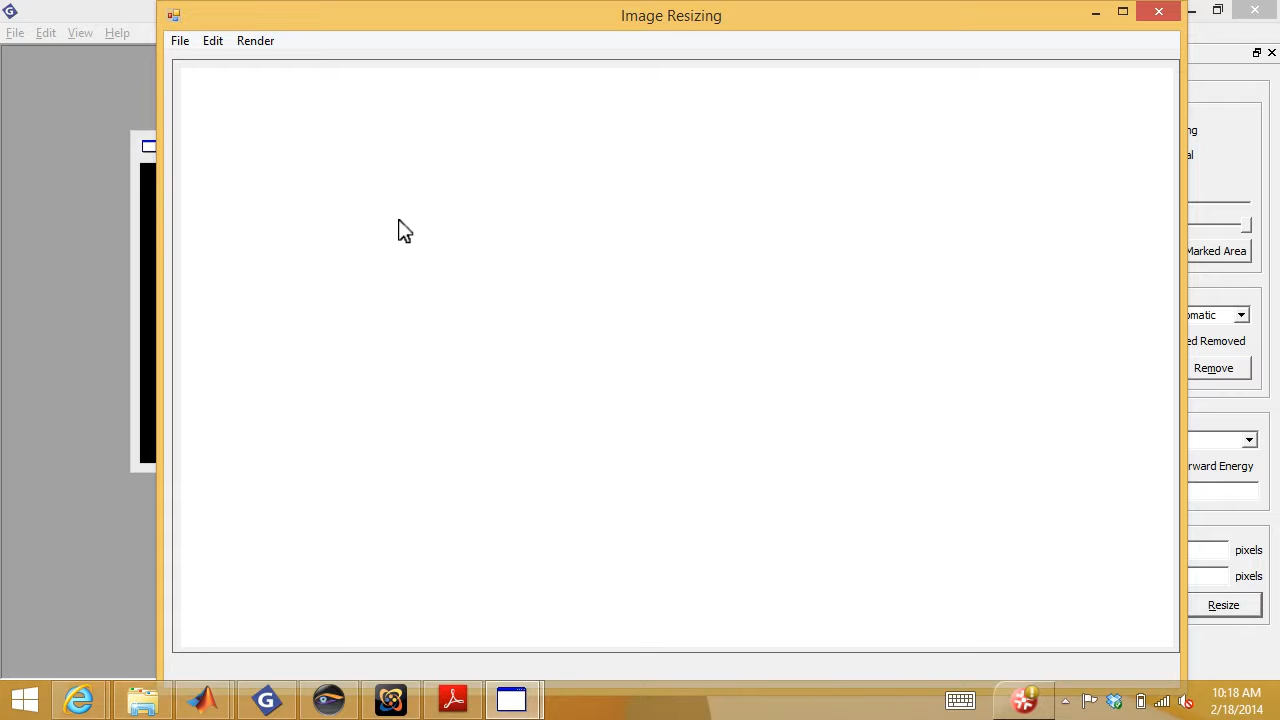 Image Resizing
File Edit View Help
File Edit Render
ng
al
Marked Area
omatic
ed Removed
Remove
rward Energy
pixels
pixels
Resize
10:18 AM
2/18/2014